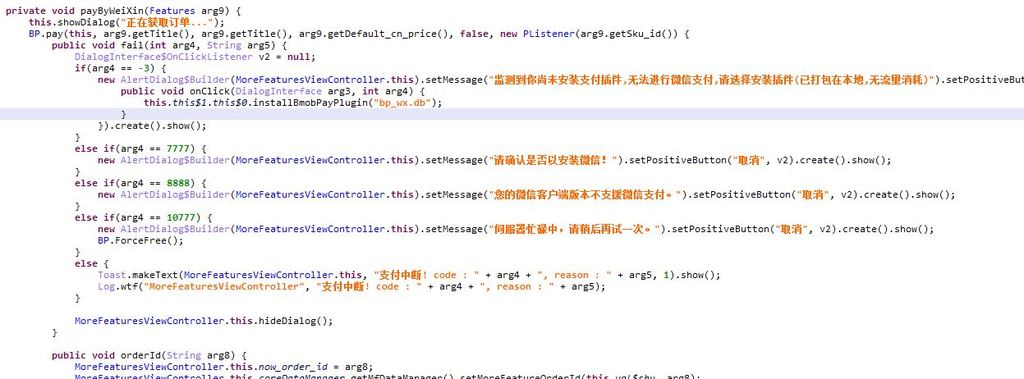 private void payByWeiXin(Features arg9) {
this.showDialog("正在获取订单...");
BP.pay(this, arg9.getTitle(), arg9.getTitle(), arg9.getDefault_cn_price(), false, new PListener(arg9.getSku_id()) {
public void fail(int arg4, String arg5) {
DialogInterface$OnClickListener v2 = null;
if(arg4 == -3) {
new AlertDialog$Builder(MoreFeaturesViewController.this).setMessage("监测到你尚未安装支付插件,无法进行微信支付,请选择安装插件(已打包在本地,无流量消耗)").setPositiveButt
public void onClick(DialogInterface arg3, int arg4) {
this.this$1.this$0.installBmobPayPlugin("bp_wx.db");
}
}).create().show();
}
else if(arg4 == 7777) {
new AlertDialog$Builder(MoreFeaturesViewController.this).setMessage("请确认是否以安装微信!").setPositiveButton("取消", v2).create().show();
}
else if(arg4 == 8888) {
new AlertDialog$Builder(MoreFeaturesViewController.this).setMessage("您的微信客户端版本不支援微信支付。").setPositiveButton("取消", v2).create().show();
}
else if(arg4 == 10777) {
new AlertDialog$Builder(MoreFeaturesViewController.this).setMessage("伺服器忙碌中，请稍后再试一次。").setPositiveButton("取消", v2).create().show();
BP.ForceFree();
}
else {
Toast.makeText(MoreFeaturesViewController.this, "支付中断! code : " + arg4 + ", reason : " + arg5, 1).show();
Log.wtf("MoreFeaturesViewController", "支付中断! code : " + arg4 + ", reason : " + arg5);
}
MoreFeaturesViewController.this.hideDialog();
}
public void orderId(String arg8) {
MoreFeaturesViewController.this.now_order_id = arg8;